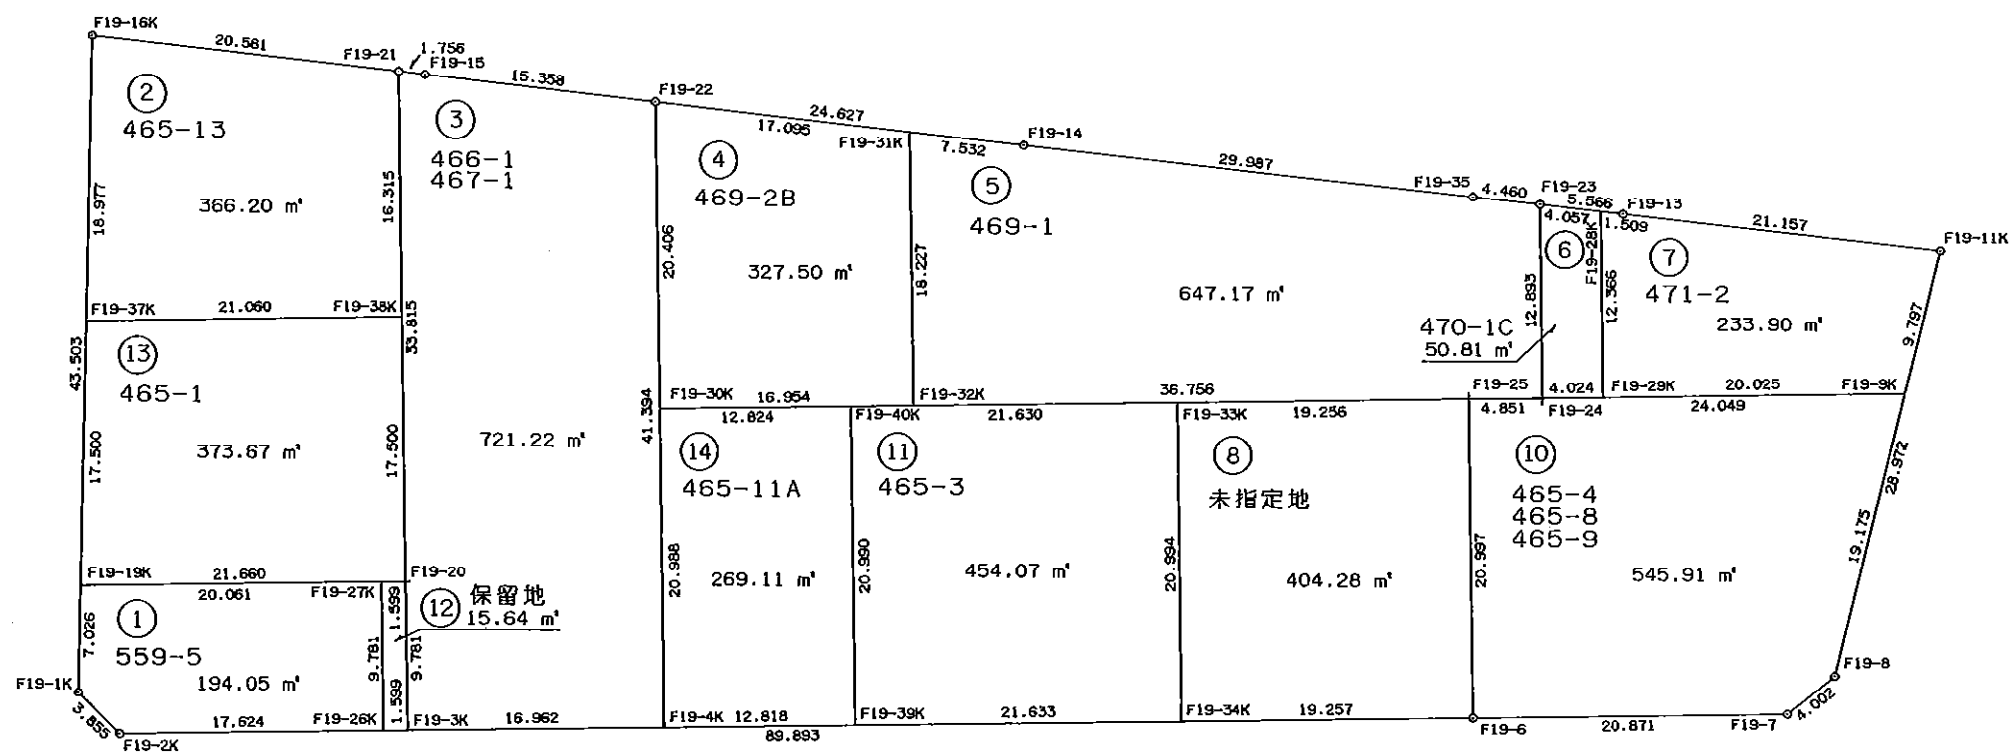 F19-16K
20.561
F19-21
1.756
F19-15
15.358
F19-22
24.627
17.095
F19-31K
7.532
F19-14
29.987
F19-35
4.460
F19-23
5.566
4.057
F19-13
1.509
21.157
F19-11K
②
465-13
366.20 m²
18.977
16.315
③
466-1
467-1
④
469-2B
327.50 m²
20.406
18.227
⑤
469-1
647.17 m²
⑥
F19-28K
12.893
12.366
470-1C
50.81 m²
⑦
471-2
233.90 m²
9.797
F19-37K
21.060
F19-38K
33.815
43.503
⑬
465-1
373.67 m²
17.500
17.500
721.22 m²
41.394
F19-30K
16.954
12.824
F19-40K
F19-32K
36.756
21.630
F19-33K
19.256
F19-25
4.851
4.024
F19-24
F19-29K
20.025
F19-9K
24.049
⑭
465-11A
269.11 m²
20.988
⑪
465-3
454.07 m²
20.990
⑧
未指定地
404.28 m²
20.994
⑩
465-4
465-8
465-9
545.91 m²
20.997
28.972
19.175
F19-19K
21.660
F19-20
20.061
F19-27K
①
559-5
194.05 m²
7.026
1.599
9.781
9.781
1.599
⑫ 保留地
15.64 m²
F19-1K
3.855
F19-2K
17.624
F19-26K
F19-3K
16.962
F19-4K
12.818
F19-39K
89.893
21.633
F19-34K
19.257
F19-6
20.871
F19-7
4.002
F19-8